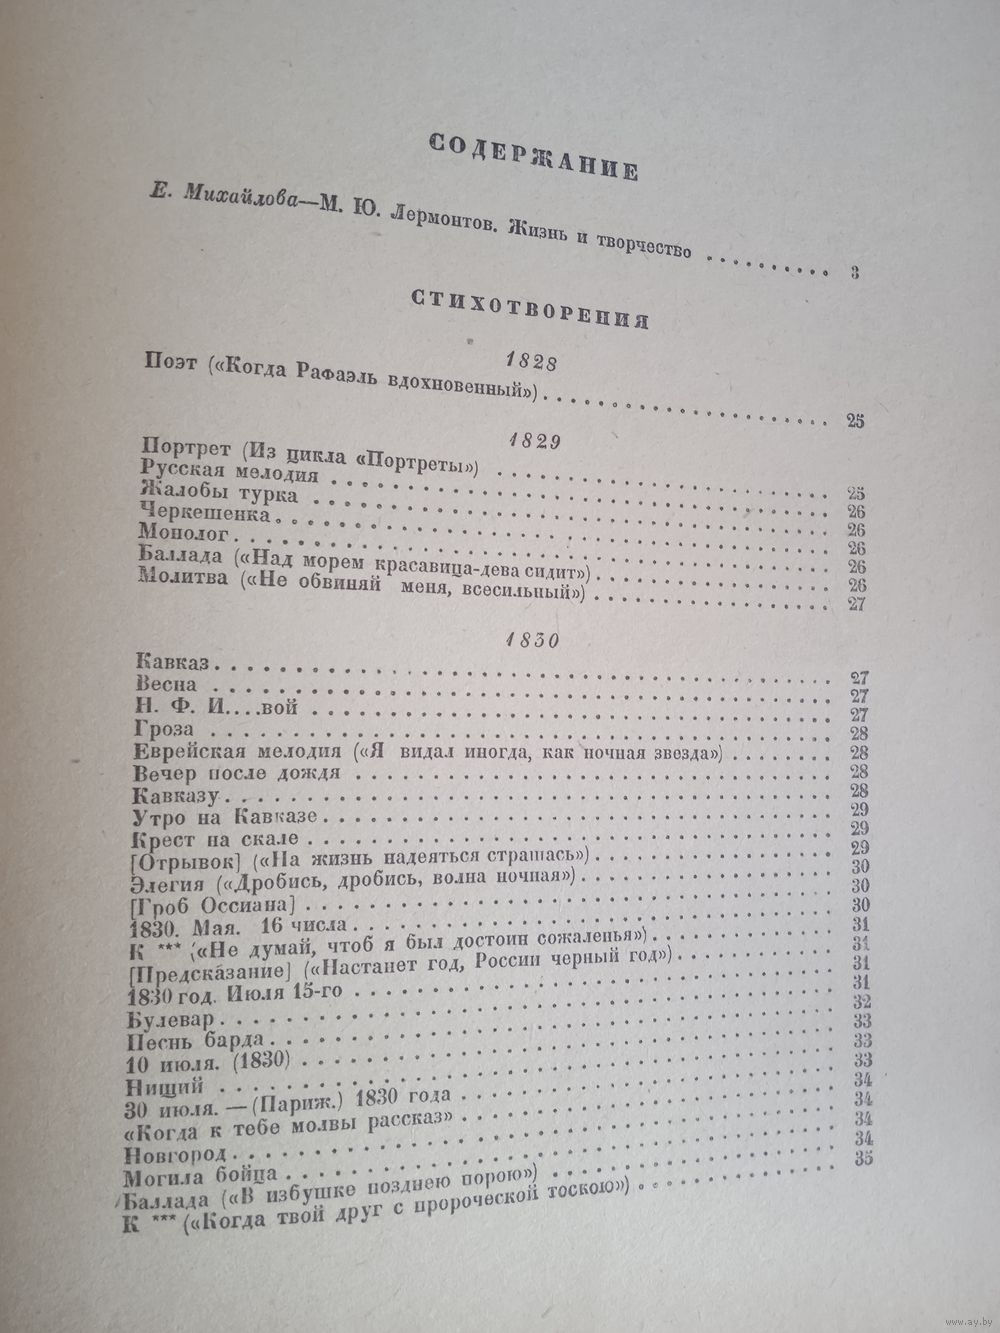 СОДЕРЖАНИЕ
Е. Михайлова—М. Ю. Лермонтов. Жизнь и творчество .......... 3
СТИХОТВОРЕНИЯ
1828
Поэт («Когда Рафаэль вдохновенный») .......... 25
1829
Портрет (Из цикла «Портреты») .......... 25
Русская мелодия .......... 26
Жалобы турка .......... 26
Черкешенка .......... 26
Монолог .......... 26
Баллада («Над морем красавица-дева сидит») .......... 26
Молитва («Не обвиняй меня, всесильный») .......... 27
1830
Кавказ .......... 27
Весна .......... 27
Н. Ф. И....вой .......... 27
Гроза .......... 28
Еврейская мелодия («Я видал иногда, как ночная звезда») .......... 28
Вечер после дождя .......... 28
Кавказу .......... 28
Утро на Кавказе .......... 29
Крест на скале .......... 29
[Отрывок] («На жизнь надеяться страшась») .......... 29
Элегия («Дробись, дробись, волна ночная») .......... 30
[Гроб Оссиана] .......... 30
1830. Мая. 16 числа .......... 30
К *** («Не думай, чтоб я был достоин сожаленья») .......... 31
[Предсказание] («Настанет год, России черный год») .......... 31
1830 год. Июля 15-го .......... 31
Булевар .......... 31
Песнь барда .......... 32
10 июля. (1830) .......... 33
Нищий .......... 33
30 июля. — (Париж.) 1830 года .......... 33
«Когда к тебе молвы рассказ» .......... 34
Новгород .......... 34
Могила бойца .......... 34
Баллада («В избушке позднею порою») .......... 34
К *** («Когда твой друг с пророческой тоскою») .......... 35
www.ay.by